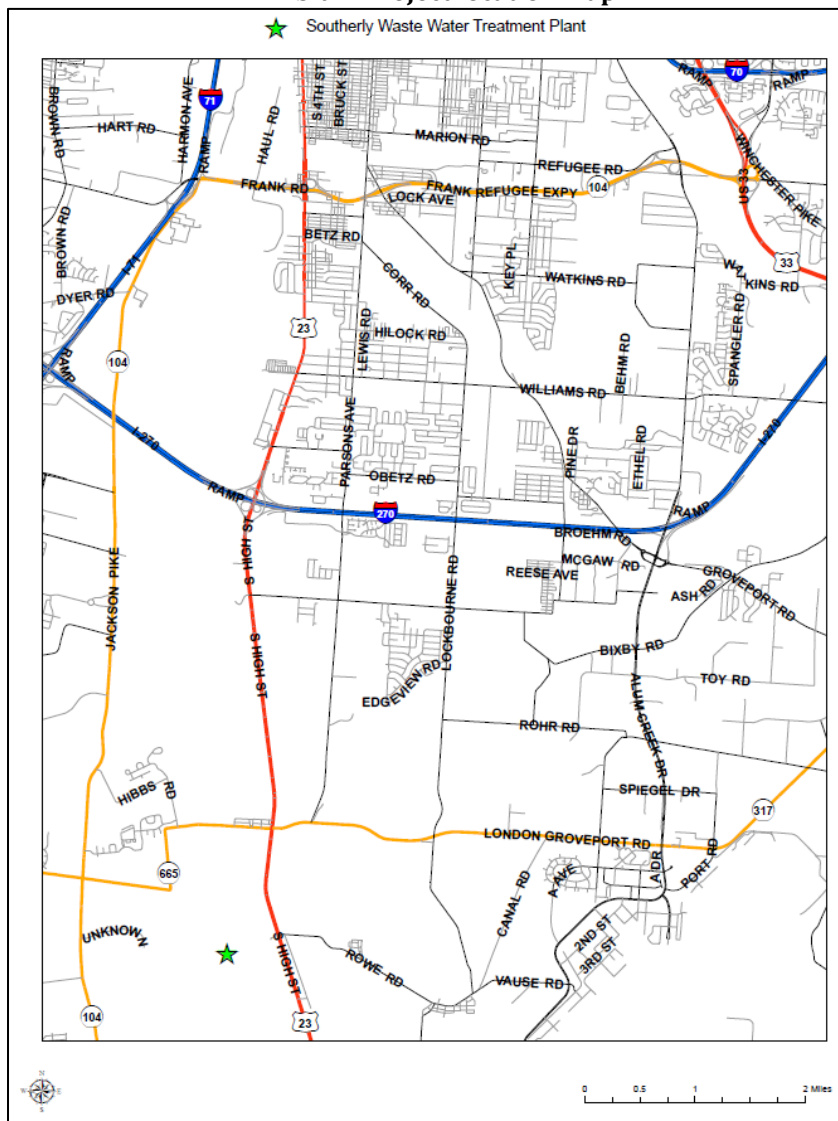 Southerly Waste Water Treatment Plant
BROWN RD
HART RD
HARMON AVE
RAMP
71
HAUL RD
S 4TH ST
BRUCK ST
MARION RD
REFUGEE RD
RAMP
70
RAMP
WINCHESTER PIKE
US 33
FRANK RD
FRANK REFUGEE EXPY
104
LOCK AVE
BROWN RD
I-71
BETZ RD
CORR RD
KEY PL
WATKINS RD
WATKINS RD
33
DYER RD
23
LEWIS RD
HILOCK RD
BEHM RD
SPANGLER RD
RAMP
104
WILLIAMS RD
I-270
I-270
PARSONS AVE
OBETZ RD
PINE DR
ETHEL RD
RAMP
270
RAMP
BROEHM RD
S HIGH ST
MCGAW RD
REESE AVE
GROVEPORT RD
ASH RD
JACKSON PIKE
LOCKBOURNE RD
BIXBY RD
S HIGH ST
EDGEVIEW RD
TOY RD
ALUM CREEK DR
ROHR RD
HIBBS RD
SPIEGEL DR
317
LONDON GROVEPORT RD
665
CANAL RD
A AVE
A DR
PORT RD
UNKNOWN
S HIGH ST
ROWE RD
2ND ST
3RD ST
VAUSE RD
104
23
N
W
E
S
0 0.5 1 2 Miles